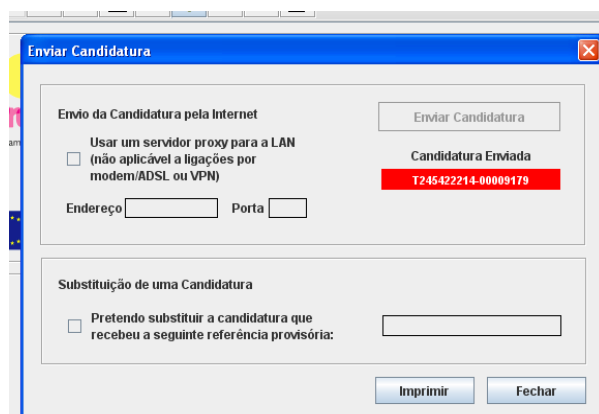 Enviar Candidatura
Envio da Candidatura pela Internet
Enviar Candidatura
Usar um servidor proxy para a LAN
(não aplicável a ligações por
modem/ADSL ou VPN)
Candidatura Enviada
T245422214-00009179
Endereço
Porta
Substituição de uma Candidatura
Pretendo substituir a candidatura que
recebeu a seguinte referência provisória:
Imprimir
Fechar